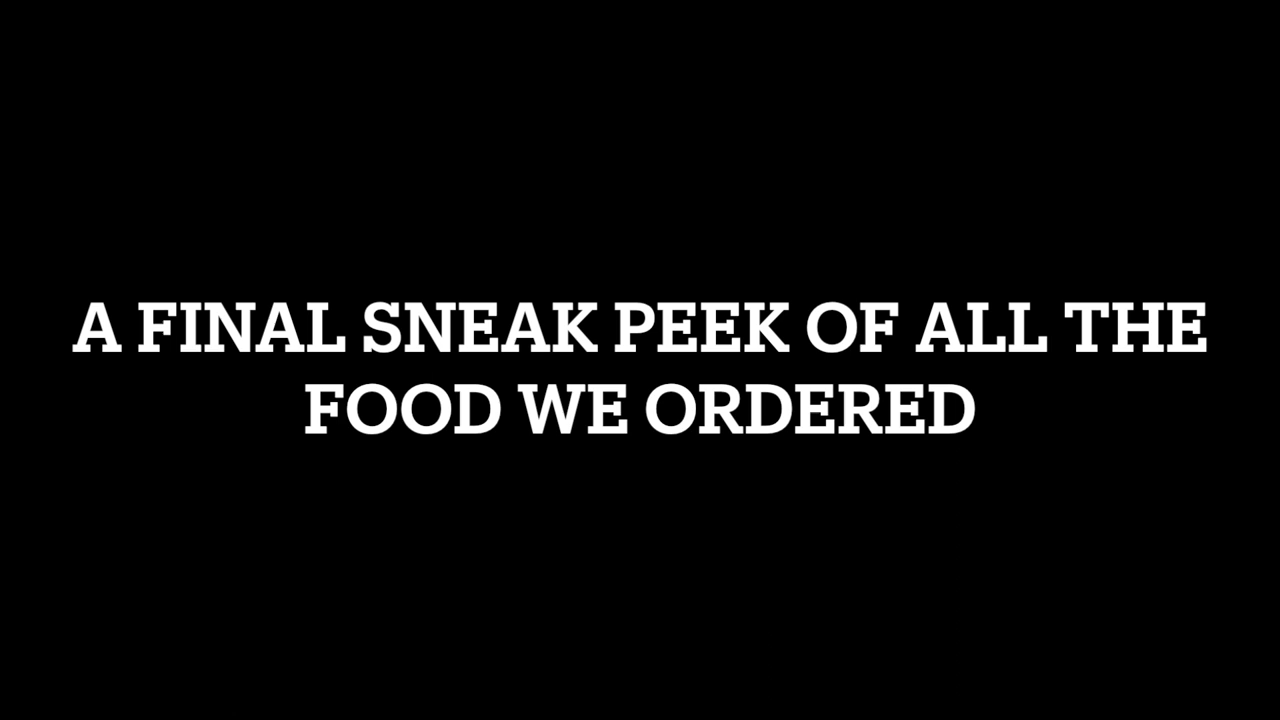 A FINAL SNEAK PEEK OF ALL THE
FOOD WE ORDERED